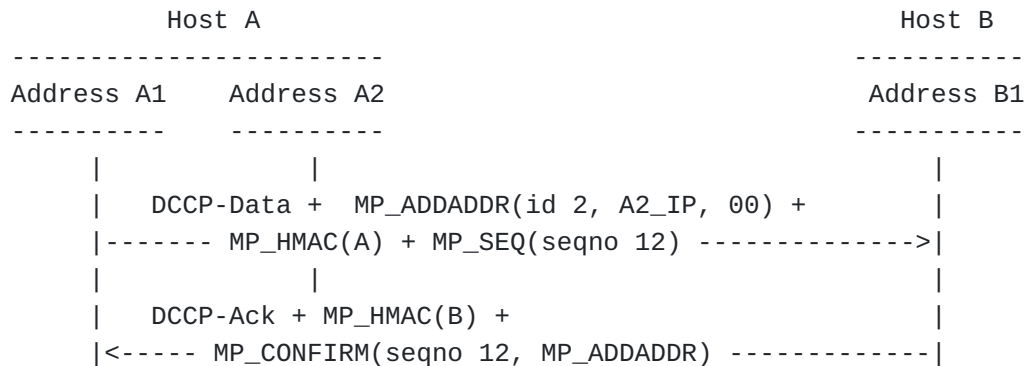 Host A                                         Host B
------------------------                              -----------
Address A1    Address A2                               Address B1
----------    ----------                              -----------
     |             |                                       |
     |   DCCP-Data +  MP_ADDADDR(id 2, A2_IP, 00) +        |
     |------- MP_HMAC(A) + MP_SEQ(seqno 12) -------------->|
     |             |                                       |
     |   DCCP-Ack + MP_HMAC(B) +                           |
     |<----- MP_CONFIRM(seqno 12, MP_ADDADDR) -------------|